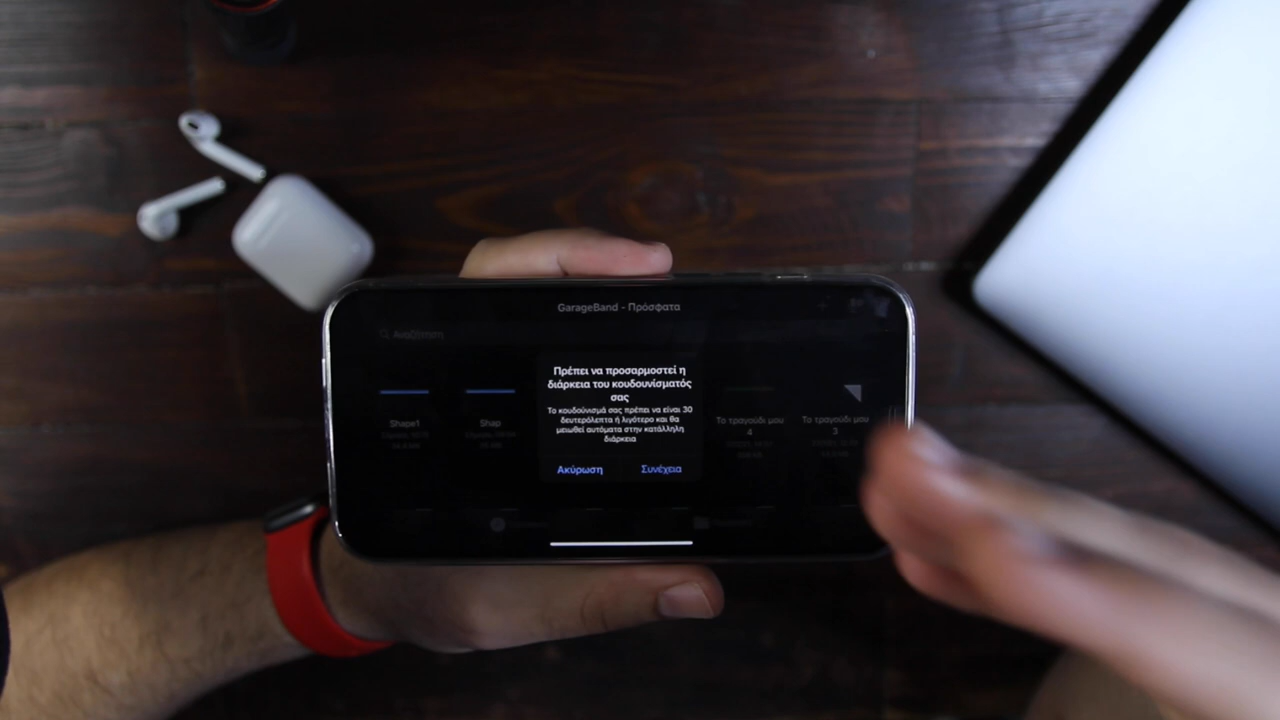 GarageBand - Πρόσφατα
Αναζήτηση
Πρέπει να προσαρμοστεί η
διάρκεια του κουδουνίσματός
σας
Το κουδούνισμά σας πρέπει να είναι 30
δευτερόλεπτα ή λιγότερο και θα
μειωθεί αυτόματα στην κατάλληλη
διάρκεια
Ακύρωση
Συνέχεια
Shape1
Shap
Το τραγούδι μου
4
Το τραγούδι μου
3